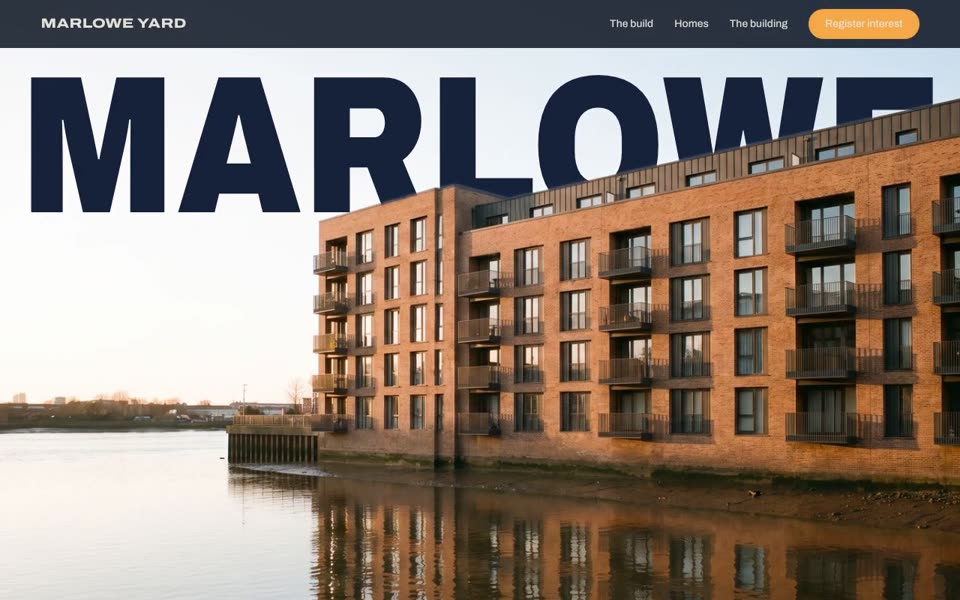 MARLOWE YARD
The build
Homes
The building
Register interest
MARLOWE